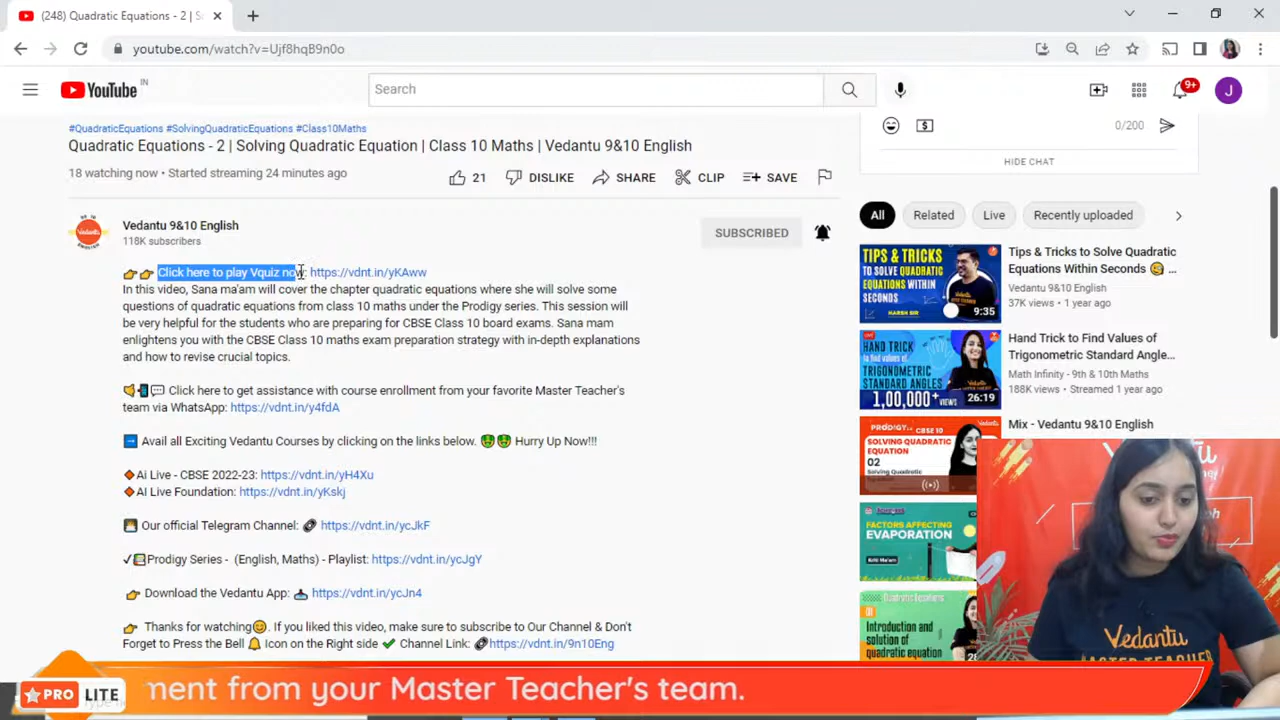 (248) Quadratic Equations - 2 | So
youtube.com/watch?v=Ujf8hqB9n0o
YouTube IN
Search
9+
J
#QuadraticEquations #SolvingQuadraticEquations #Class10Maths
Quadratic Equations - 2 | Solving Quadratic Equation | Class 10 Maths | Vedantu 9&10 English
18 watching now • Started streaming 24 minutes ago
21
DISLIKE
SHARE
CLIP
SAVE
0/200
HIDE CHAT
All
Related
Live
Recently uploaded
Vedantu 9&10 English
118K subscribers
SUBSCRIBED
Click here to play Vquiz now: https://vdnt.in/yKAww
In this video, Sana ma'am will cover the chapter quadratic equations where she will solve some
questions of quadratic equations from class 10 maths under the Prodigy series. This session will
be very helpful for the students who are preparing for CBSE Class 10 board exams. Sana mam
enlightens you with the CBSE Class 10 maths exam preparation strategy with in-depth explanations
and how to revise crucial topics.
Click here to get assistance with course enrollment from your favorite Master Teacher's
team via WhatsApp: https://vdnt.in/y4fdA
Avail all Exciting Vedantu Courses by clicking on the links below. Hurry Up Now!!!
Ai Live - CBSE 2022-23: https://vdnt.in/yH4Xu
AI Live Foundation: https://vdnt.in/yKskj
Our official Telegram Channel: https://vdnt.in/ycJkF
Prodigy Series - (English, Maths) - Playlist: https://vdnt.in/ycJgY
Download the Vedantu App: https://vdnt.in/ycJn4
Thanks for watching. If you liked this video, make sure to subscribe to Our Channel & Don't
Forget to Press the Bell Icon on the Right side Channel Link: https://vdnt.in/9n10Eng
TIPS & TRICKS
TO SOLVE QUADRATIC
EQUATIONS WITHIN
SECONDS
HARSH SIR
9:35
Tips & Tricks to Solve Quadratic
Equations Within Seconds ...
Vedantu 9&10 English
37K views • 1 year ago
HAND TRICK
to find values of
TRIGONOMETRIC
STANDARD ANGLES
1,00,000+ VIEWS
26:19
Hand Trick to Find Values of
Trigonometric Standard Angle...
Math Infinity - 9th & 10th Maths
188K views • Streamed 1 year ago
PRODIGY CBSE 10
SOLVING QUADRATIC
EQUATION
02
Solving Quadratic
Mix - Vedantu 9&10 English
FACTORS AFFECTING
EVAPORATION
Quadratic Equations
01
Introduction and
solution of
quadratic equation
Vedantu
MASTER TEACHER
PRO LITE
ment from your Master Teacher's team.